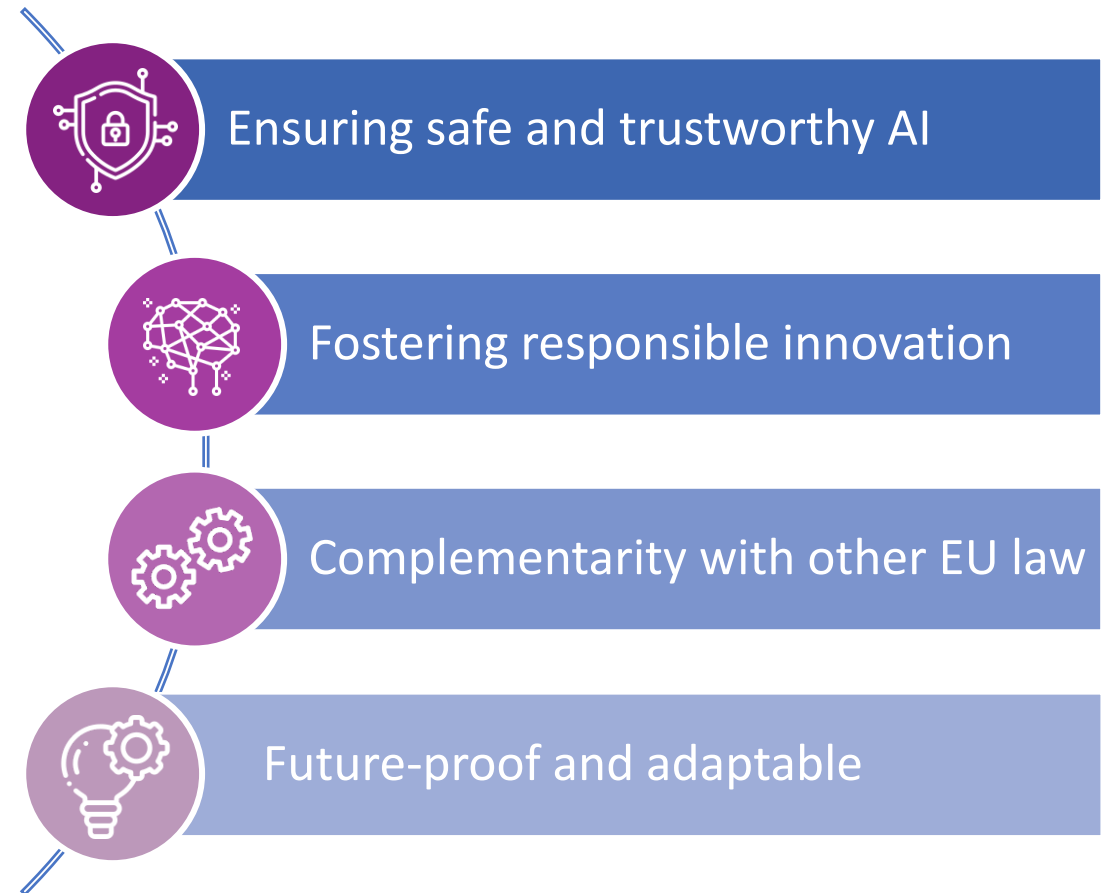 Ensuring safe and trustworthy AI
Fostering responsible innovation
Complementarity with other EU law
Future-proof and adaptable